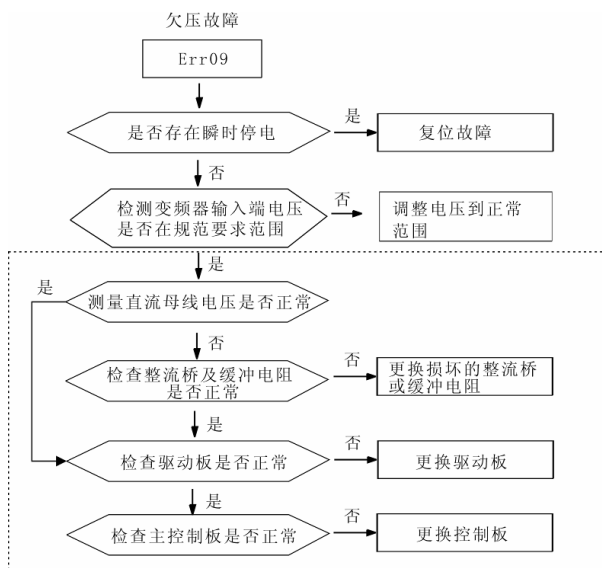 欠压故障
Err09
是否存在瞬时停电
是
复位故障
否
检测变频器输入端电压
是否在规范要求范围
否
调整电压到正常
范围
是
是
测量直流母线电压是否正常
否
检查整流桥及缓冲电阻
是否正常
否
更换损坏的整流桥
或缓冲电阻
是
检查驱动板是否正常
否
更换驱动板
是
检查主控制板是否正常
否
更换控制板